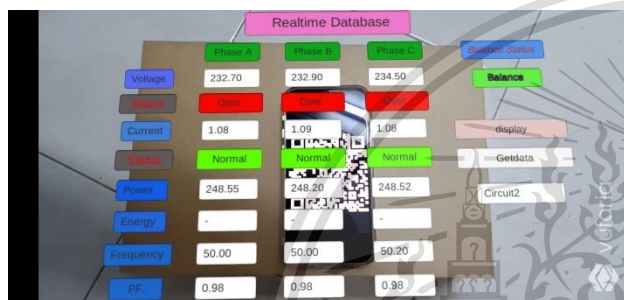 Realtime Database
Phase A Phase B Phase C Balance Status
Voltage 232.70 232.90 234.50 Balance
Status Over Over Over
Current 1.08 1.09 1.08 display
Status Normal Normal Normal Getdata
Power 248.55 248.20 248.52 Circuit2
Energy - - -
Frequency 50.00 50.00 50.20
PF. 0.98 0.98 0.98
vuforia